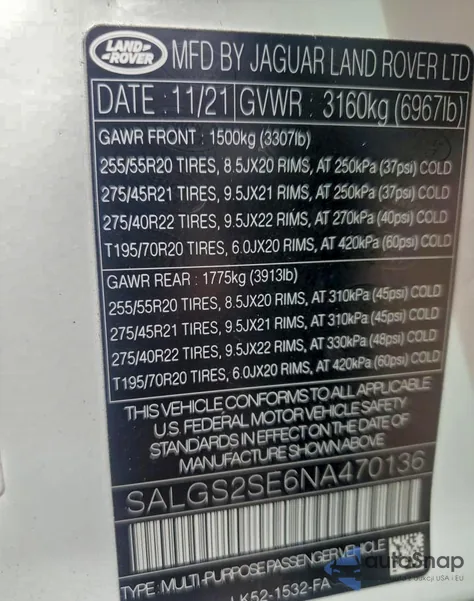 LAND
ROVER
MFD BY JAGUAR LAND ROVER LTD
DATE : 11/21 GVWR : 3160kg (6967lb)
GAWR FRONT : 1500kg (3307lb)
255/55R20 TIRES, 8.5JX20 RIMS, AT 250kPa (37psi) COLD
275/45R21 TIRES, 9.5JX21 RIMS, AT 250kPa (37psi) COLD
275/40R22 TIRES, 9.5JX22 RIMS, AT 270kPa (40psi) COLD
T195/70R20 TIRES, 6.0JX20 RIMS, AT 420kPa (60psi) COLD
GAWR REAR : 1775kg (3913lb)
255/55R20 TIRES, 8.5JX20 RIMS, AT 310kPa (45psi) COLD
275/45R21 TIRES, 9.5JX21 RIMS, AT 310kPa (45psi) COLD
275/40R22 TIRES, 9.5JX22 RIMS, AT 330kPa (48psi) COLD
T195/70R20 TIRES, 6.0JX20 RIMS, AT 420kPa (60psi) COLD
THIS VEHICLE CONFORMS TO ALL APPLICABLE
U.S. FEDERAL MOTOR VEHICLE SAFETY
STANDARDS IN EFFECT ON THE DATE OF
MANUFACTURE SHOWN ABOVE
SALGS2SE6NA470136
TYPE: MULTI-PURPOSE PASSENGER VEHICLE
LK52-1532-FA
autoSnap
aukcji USA i EU